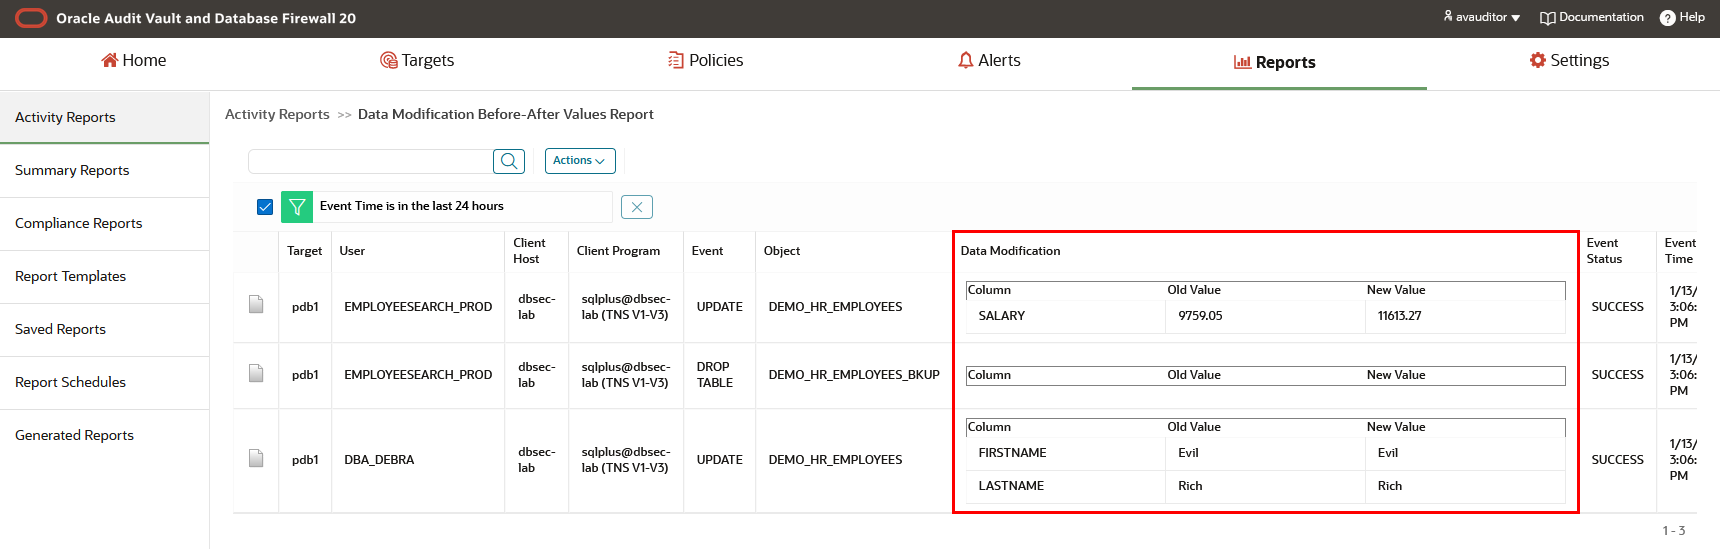 Oracle Audit Vault and Database Firewall 20
avauditor
Documentation
Help
Home
Targets
Policies
Alerts
Reports
Settings
Activity Reports
Summary Reports
Compliance Reports
Report Templates
Saved Reports
Report Schedules
Generated Reports
Activity Reports >> Data Modification Before-After Values Report
Actions
Event Time is in the last 24 hours
Target
User
Client
Host
Client Program
Event
Object
Data Modification
Event
Status
Event
Time
pdb1
EMPLOYEESEARCH_PROD
dbsec-
lab
sqlplus@dbsec-
lab (TNS V1-V3)
UPDATE
DEMO_HR_EMPLOYEES
Column Old Value New Value
SALARY 9759.05 11613.27
SUCCESS
1/13/
3:06:
PM
pdb1
EMPLOYEESEARCH_PROD
dbsec-
lab
sqlplus@dbsec-
lab (TNS V1-V3)
DROP
TABLE
DEMO_HR_EMPLOYEES_BKUP
Column Old Value New Value
SUCCESS
1/13/
3:06:
PM
pdb1
DBA_DEBRA
dbsec-
lab
sqlplus@dbsec-
lab (TNS V1-V3)
UPDATE
DEMO_HR_EMPLOYEES
Column Old Value New Value
FIRSTNAME Evil Evil
LASTNAME Rich Rich
SUCCESS
1/13/
3:06:
PM
1 - 3